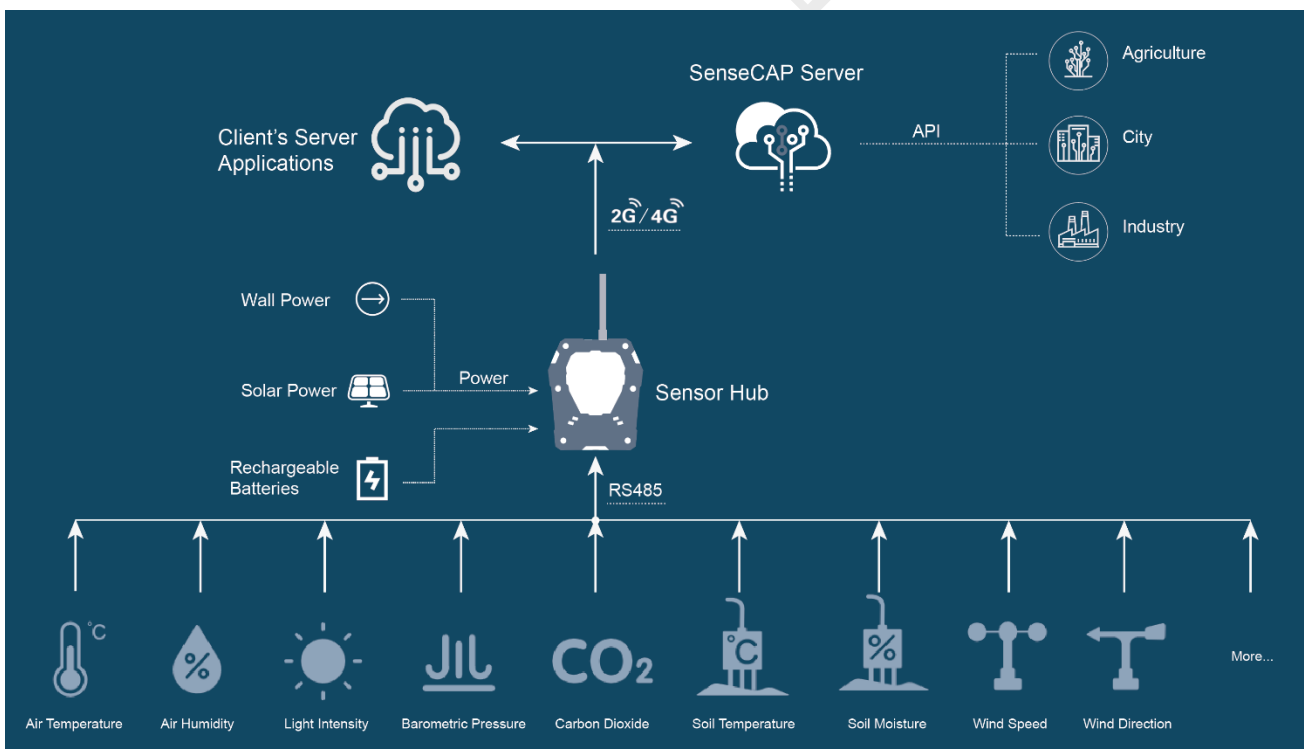 SenseCAP Server
Agriculture
Client's Server
Applications
API
City
2G/4G
Industry
Wall Power
Solar Power
Power
Sensor Hub
Rechargeable
Batteries
RS485
°C
%
CO2
°C
%
More...
Air Temperature
Air Humidity
Light Intensity
Barometric Pressure
Carbon Dioxide
Soil Temperature
Soil Moisture
Wind Speed
Wind Direction